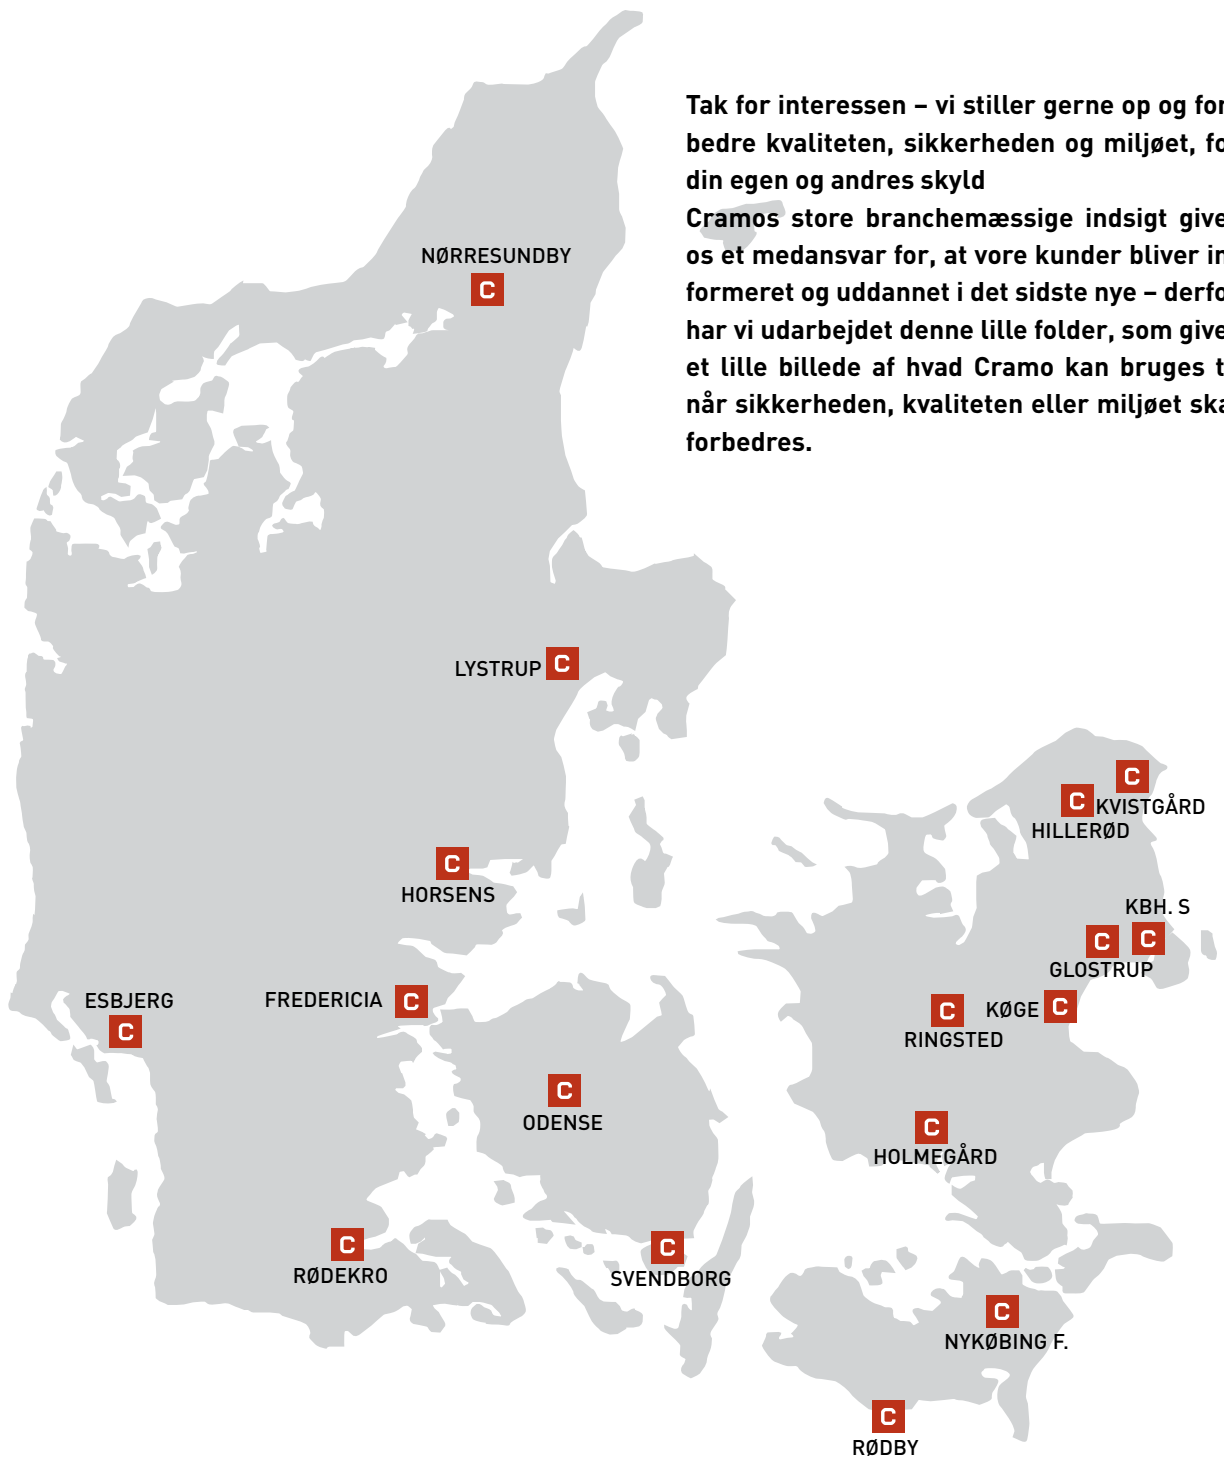 Tak for interessen – vi stiller gerne op og for
bedre kvaliteten, sikkerheden og miljøet, fo
din egen og andres skyld
Cramos store branchemæssige indsigt give
os et medansvar for, at vore kunder bliver in
formeret og uddannet i det sidste nye – derfo
har vi udarbejdet denne lille folder, som give
et lille billede af hvad Cramo kan bruges t
når sikkerheden, kvaliteten eller miljøet ska
forbedres.
NØRRESUNDBY
C
LYSTRUP C
C
KVISTGÅRD
C
HILLERØD
C
HORSENS
KBH. S
C
C
GLOSTRUP
ESBJERG
C
FREDERICIA C
KØGE C
C
RINGSTED
C
ODENSE
C
HOLMEGÅRD
C
RØDEKRO
C
SVENDBORG
C
NYKØBING F.
C
RØDBY